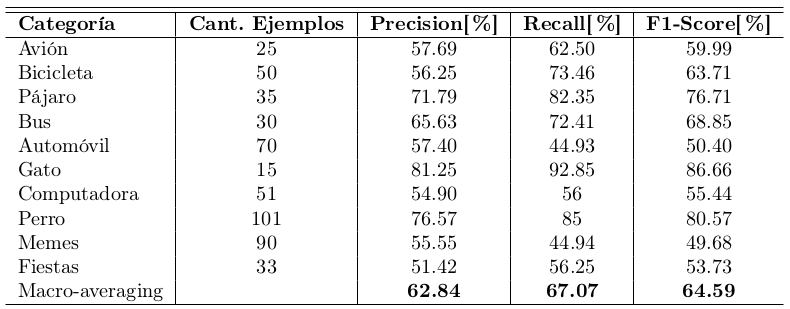 Categoría Cant. Ejemplos Precision[%] Recall[%] F1-Score[%]
Avión 25 57.69 62.50 59.99
Bicicleta 50 56.25 73.46 63.71
Pájaro 35 71.79 82.35 76.71
Bus 30 65.63 72.41 68.85
Automóvil 70 57.40 44.93 50.40
Gato 15 81.25 92.85 86.66
Computadora 51 54.90 56 55.44
Perro 101 76.57 85 80.57
Memes 90 55.55 44.94 49.68
Fiestas 33 51.42 56.25 53.73
Macro-averaging 62.84 67.07 64.59